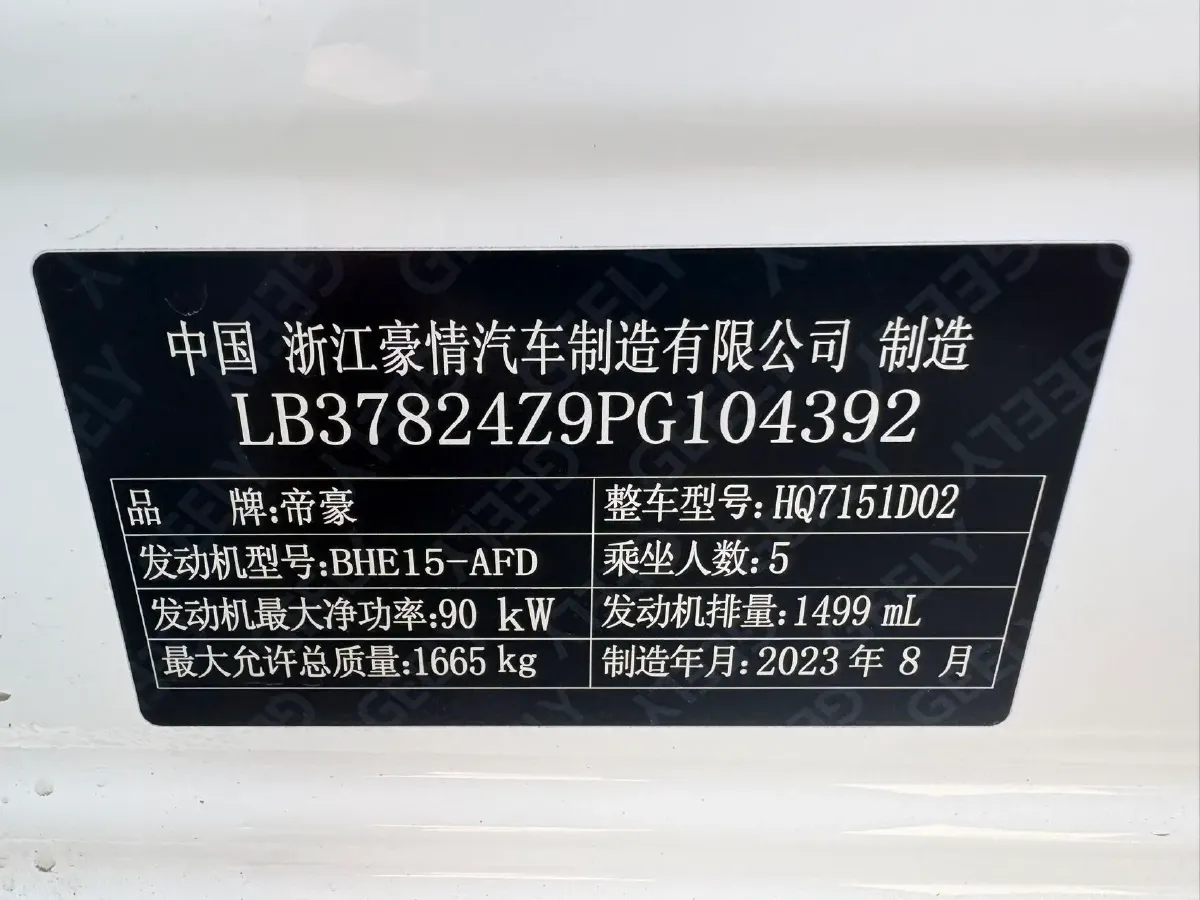 中国 浙江豪情汽车制造有限公司 制造
LB37824Z9PG104392
品 牌:帝豪 整车型号:HQ7151D02
发动机型号:BHE15-AFD 乘坐人数:5
发动机最大净功率:90 kW 发动机排量:1499 mL
最大允许总质量:1665 kg 制造年月:2023 年 8 月